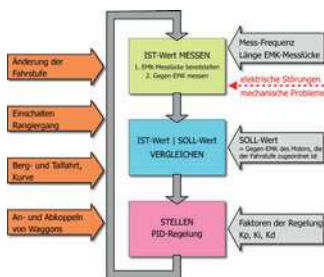 Änderung der
Fahrstufe
Einschalten
Rangiergang
Berg- und Talfahrt,
Kurve
An- und Abkoppeln
von Waggons
IST-Wert MESSEN
1. EMK-Messlücke bereitstellen
2. Gegen-EMK messen
IST-Wert | SOLL-Wert
VERGLEICHEN
STELLEN
PID-Regelung
Mess-Frequenz
Länge EMK-Messlücke
elektrische Störungen
mechanische Probleme
SOLL-Wert
= Gegen-EMK des Motors, die
der Fahrstufe zugeordnet ist
Faktoren der Regelung
Kp, Ki, Kd